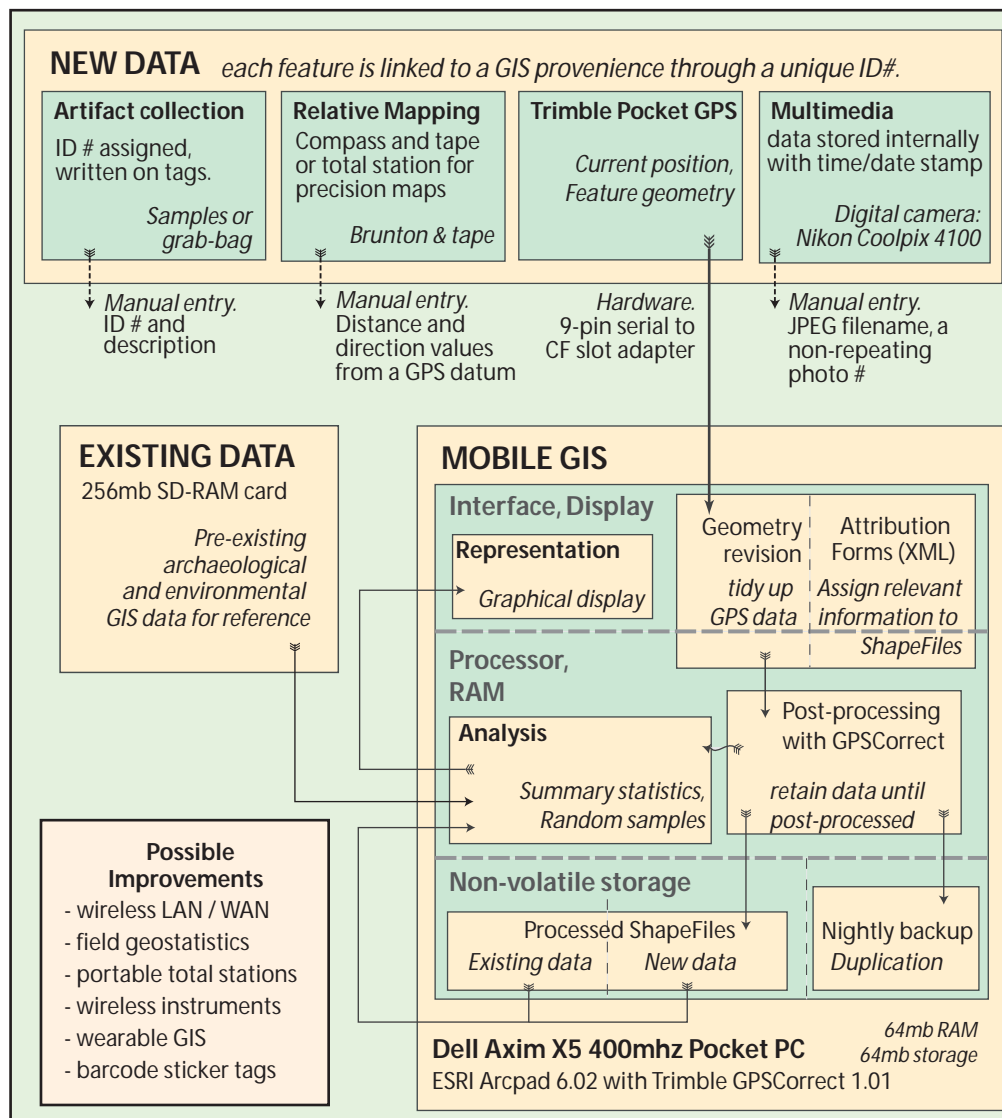 NEW DATA each feature is linked to a GIS provenience through a unique ID#.
Artifact collection
ID # assigned,
written on tags.
Samples or
grab-bag
Relative Mapping
Compass and tape
or total station for
precision maps
Brunton & tape
Trimble Pocket GPS
Current position,
Feature geometry
Multimedia
data stored internally
with time/date stamp
Digital camera:
Nikon Coolpix 4100
Manual entry.
ID # and
description
Manual entry.
Distance and
direction values
from a GPS datum
Hardware.
9-pin serial to
CF slot adapter
Manual entry.
JPEG filename, a
non-repeating
photo #
EXISTING DATA
256mb SD-RAM card
Pre-existing
archaeological
and environmental
GIS data for reference
MOBILE GIS
Interface, Display
Representation
Graphical display
Geometry
revision
tidy up
GPS data
Attribution
Forms (XML)
Assign relevant
information to
ShapeFiles
Processor,
RAM
Analysis
Summary statistics,
Random samples
Post-processing
with GPSCorrect
retain data until
post-processed
Non-volatile storage
Processed ShapeFiles
Existing data
New data
Nightly backup
Duplication
Dell Axim X5 400mhz Pocket PC
ESRI Arcpad 6.02 with Trimble GPSCorrect 1.01
64mb RAM
64mb storage
Possible
Improvements
- wireless LAN / WAN
- field geostatistics
- portable total stations
- wireless instruments
- wearable GIS
- barcode sticker tags